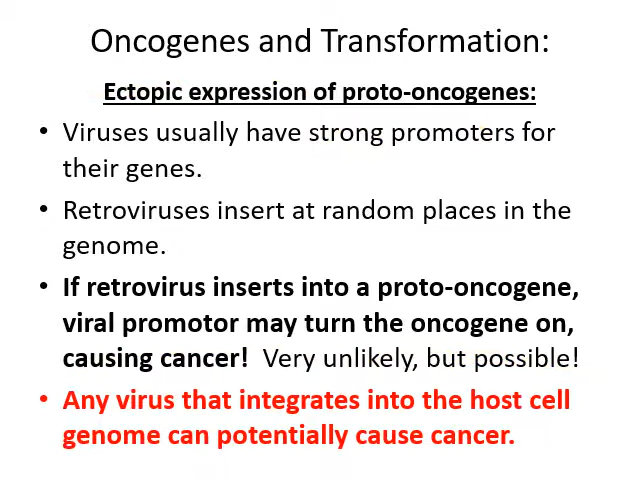 Oncogenes and Transformation:
Ectopic expression of proto-oncogenes:
• Viruses usually have strong promoters for
their genes.
• Retroviruses insert at random places in the
genome.
• If retrovirus inserts into a proto-oncogene,
viral promotor may turn the oncogene on,
causing cancer! Very unlikely, but possible!
• Any virus that integrates into the host cell
genome can potentially cause cancer.